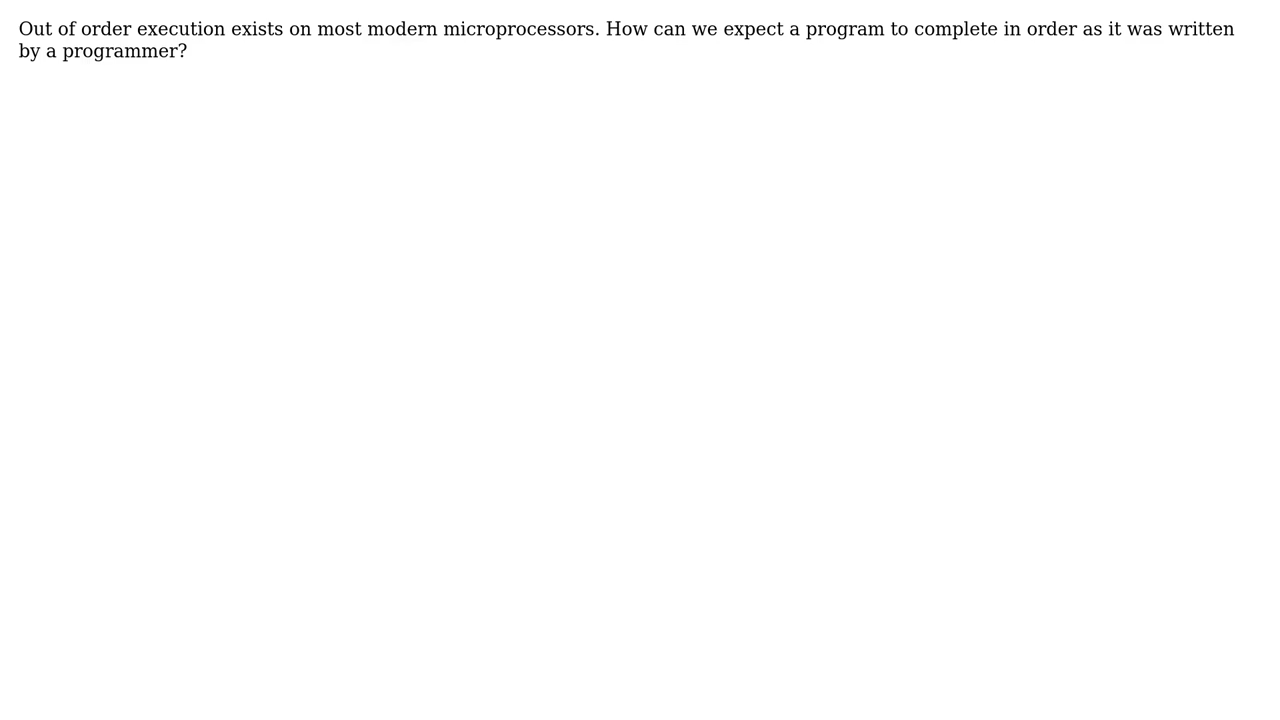 Out of order execution exists on most modern microprocessors. How can we expect a program to complete in order as it was written
by a programmer?